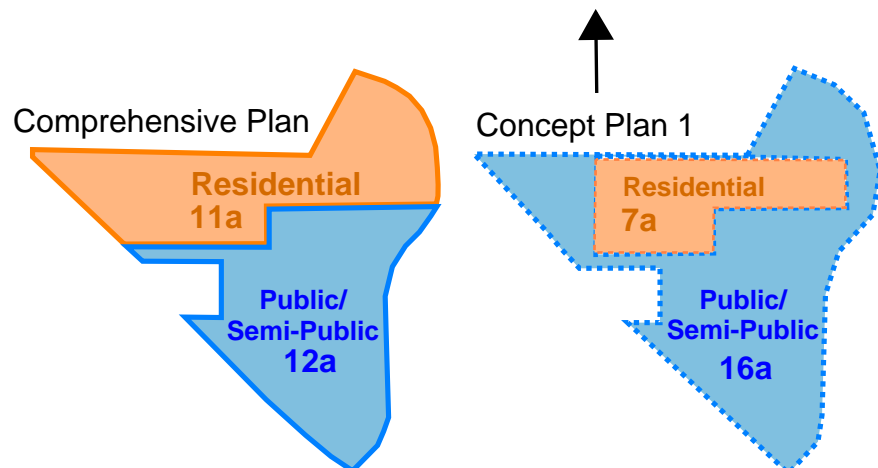 Comprehensive Plan
Residential
11a
Public/
Semi-Public
12a
Concept Plan 1
Residential
7a
Public/
Semi-Public
16a